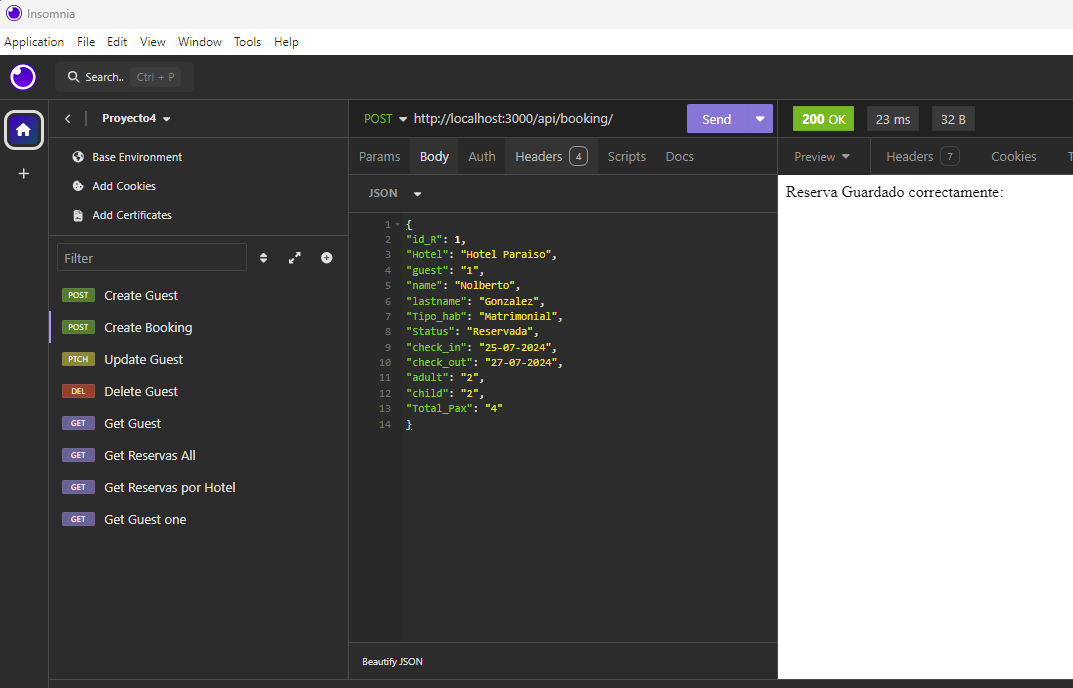 Insomnia
Application File Edit View Window Tools Help
Search.. Ctrl + P
Proyecto4
Base Environment
Add Cookies
Add Certificates
Filter
POST Create Guest
POST Create Booking
PTCH Update Guest
DEL Delete Guest
GET Get Guest
GET Get Reservas All
GET Get Reservas por Hotel
GET Get Guest one
POST http://localhost:3000/api/booking/ Send
Params Body Auth Headers 4 Scripts Docs
JSON
1 {
2 "id_R": 1,
3 "Hotel": "Hotel Paraiso",
4 "guest": "1",
5 "name": "Nolberto",
6 "lastname": "Gonzalez",
7 "Tipo_hab": "Matrimonial",
8 "Status": "Reservada",
9 "check_in": "25-07-2024",
10 "check_out": "27-07-2024",
11 "adult": "2",
12 "child": "2",
13 "Total_Pax": "4"
14 }
Beautify JSON
200 OK 23 ms 32 B
Preview Headers 7 Cookies T
Reserva Guardado correctamente: